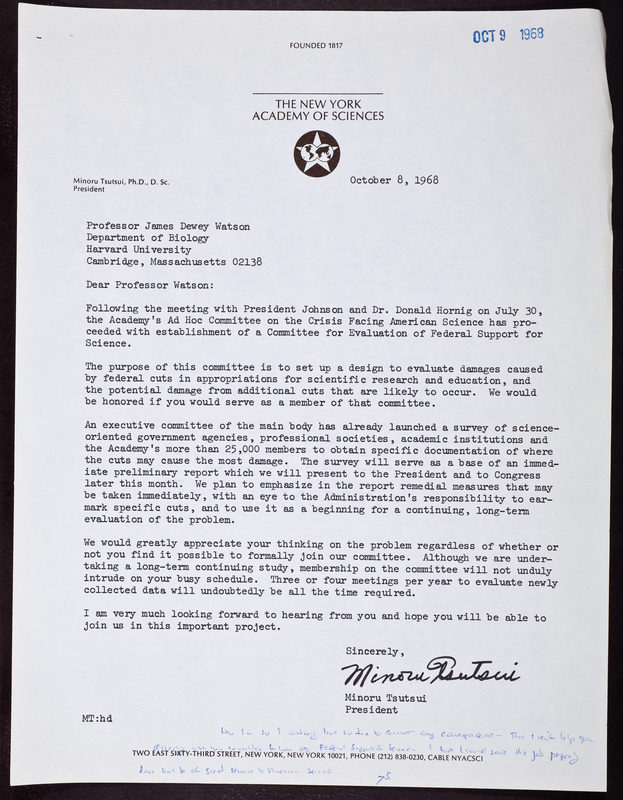 OCT 9 1968
FOUNDED 1817
THE NEW YORK
ACADEMY OF SCIENCES
Minoru Tsutsui, Ph.D., D. Sc.
President
October 8, 1968
Professor James Dewey Watson
Department of Biology
Harvard University
Cambridge, Massachusetts 02138
Dear Professor Watson:
Following the meeting with President Johnson and Dr. Donald Hornig on July 30,
the Academy's Ad Hoc Committee on the Crisis Facing American Science has pro-
ceeded with establishment of a Committee for Evaluation of Federal Support for
Science.
The purpose of this committee is to set up a design to evaluate damages caused
by federal cuts in appropriations for scientific research and education, and
the potential damage from additional cuts that are likely to occur. We would
be honored if you would serve as a member of that committee.
An executive committee of the main body has already launched a survey of science-
oriented government agencies, professional societies, academic institutions and
the Academy's more than 25,000 members to obtain specific documentation of where
the cuts may cause the most damage. The survey will serve as a base of an immed-
iate preliminary report which we will present to the President and to Congress
later this month. We plan to emphasize in the report remedial measures that may
be taken immediately, with an eye to the Administration's responsibility to ear-
mark specific cuts, and to use it as a beginning for a continuing, long-term
evaluation of the problem.
We would greatly appreciate your thinking on the problem regardless of whether or
not you find it possible to formally join our committee. Although we are under-
taking a long-term continuing study, membership on the committee will not unduly
intrude on your busy schedule. Three or four meetings per year to evaluate newly
collected data will undoubtedly be all the time required.
I am very much looking forward to hearing from you and hope you will be able to
join us in this important project.
Sincerely,
Minoru Tsutsui
Minoru Tsutsui
President
MT:hd
I can't help you
Federal Support Science. I
TWO EAST SIXTY-THIRD STREET, NEW YORK, NEW YORK 10021, PHONE (212) 838-0230, CABLE NYACSCI
great service to American Science